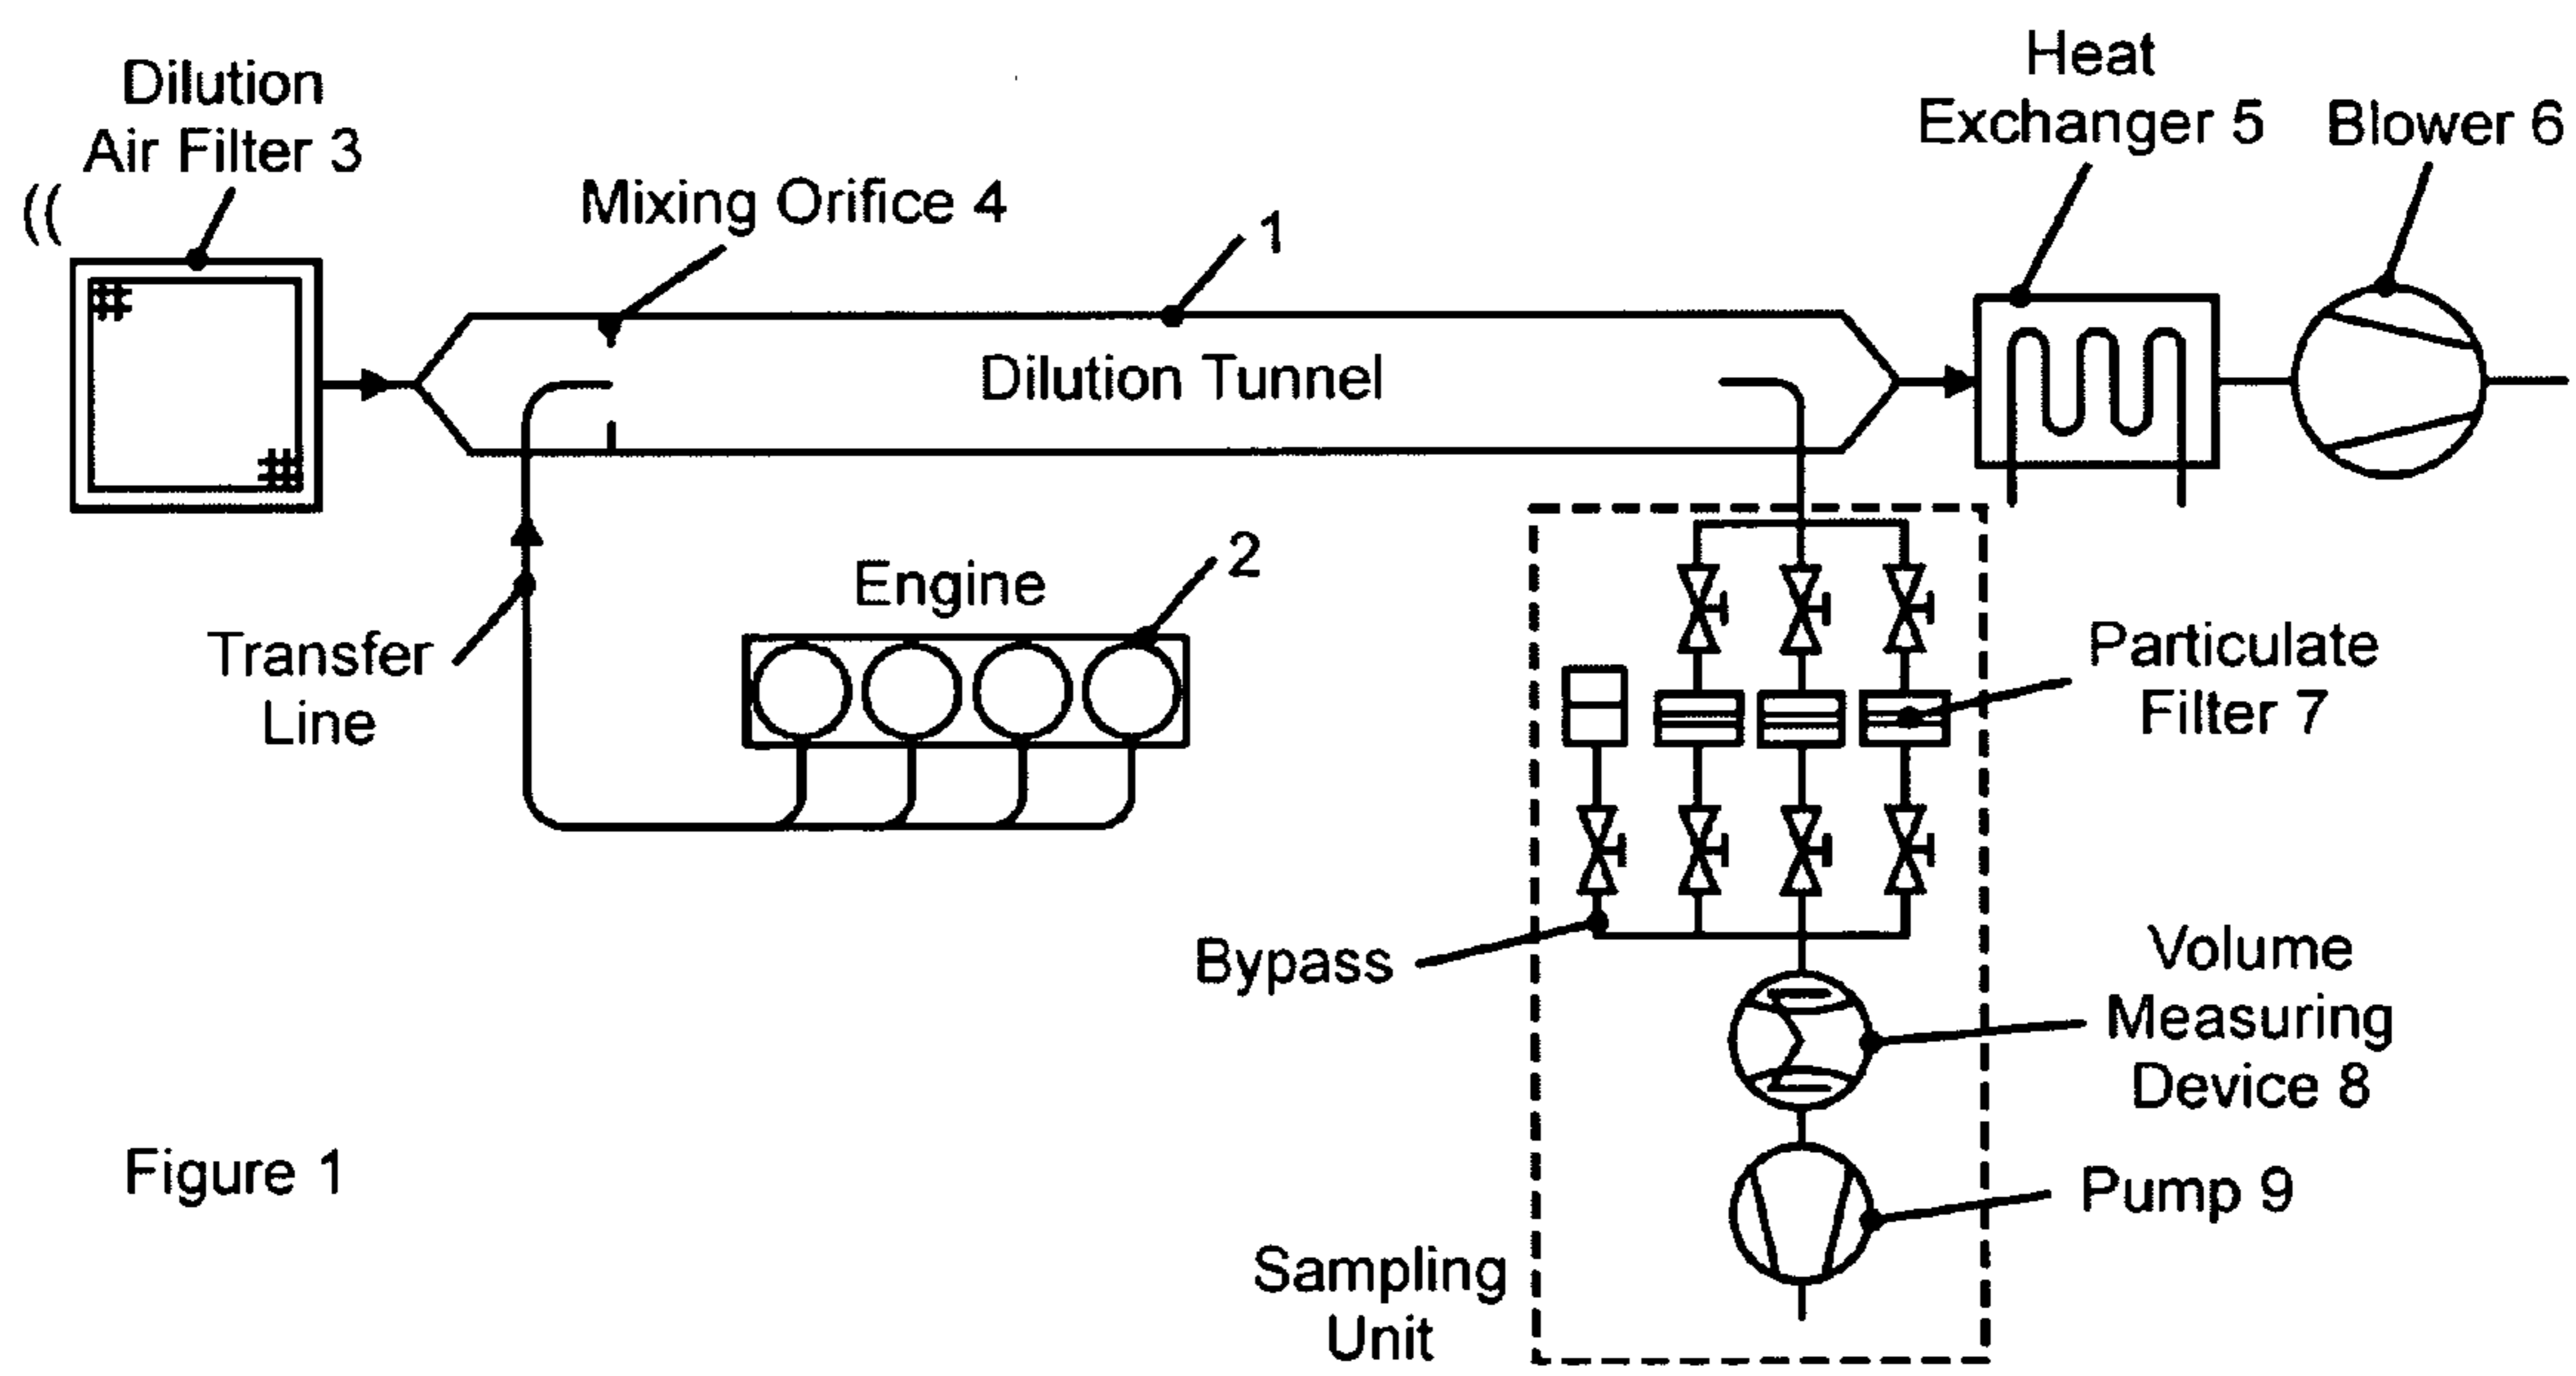 Dilution
Air Filter 3
Mixing Orifice 4
1
Heat
Exchanger 5
Blower 6
Dilution Tunnel
Transfer
Line
Engine
2
Particulate
Filter 7
Bypass
Volume
Measuring
Device 8
Pump 9
Sampling
Unit
Figure 1